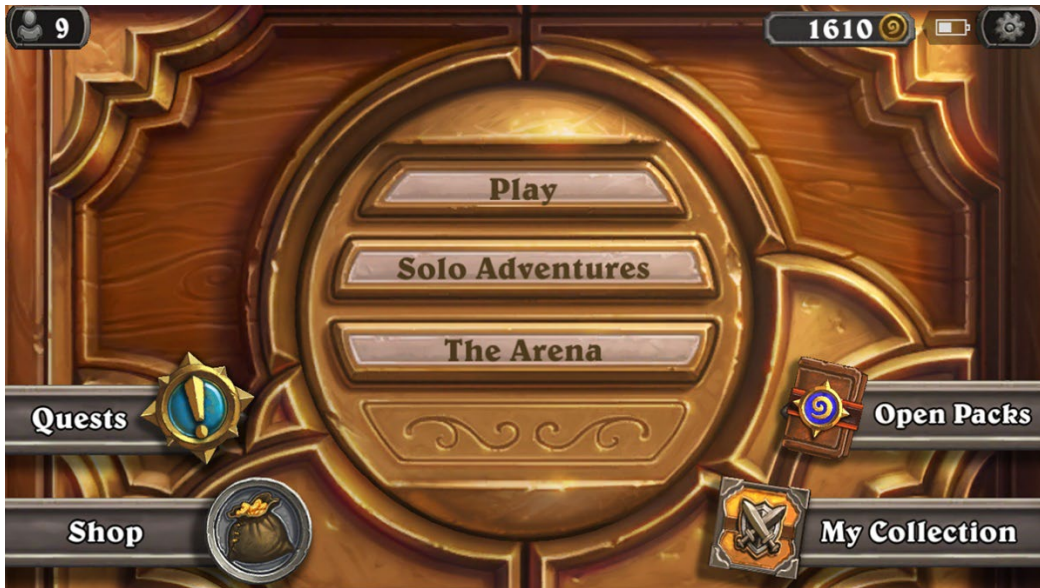 9
1610
Play
Solo Adventures
The Arena
Quests
Open Packs
Shop
My Collection